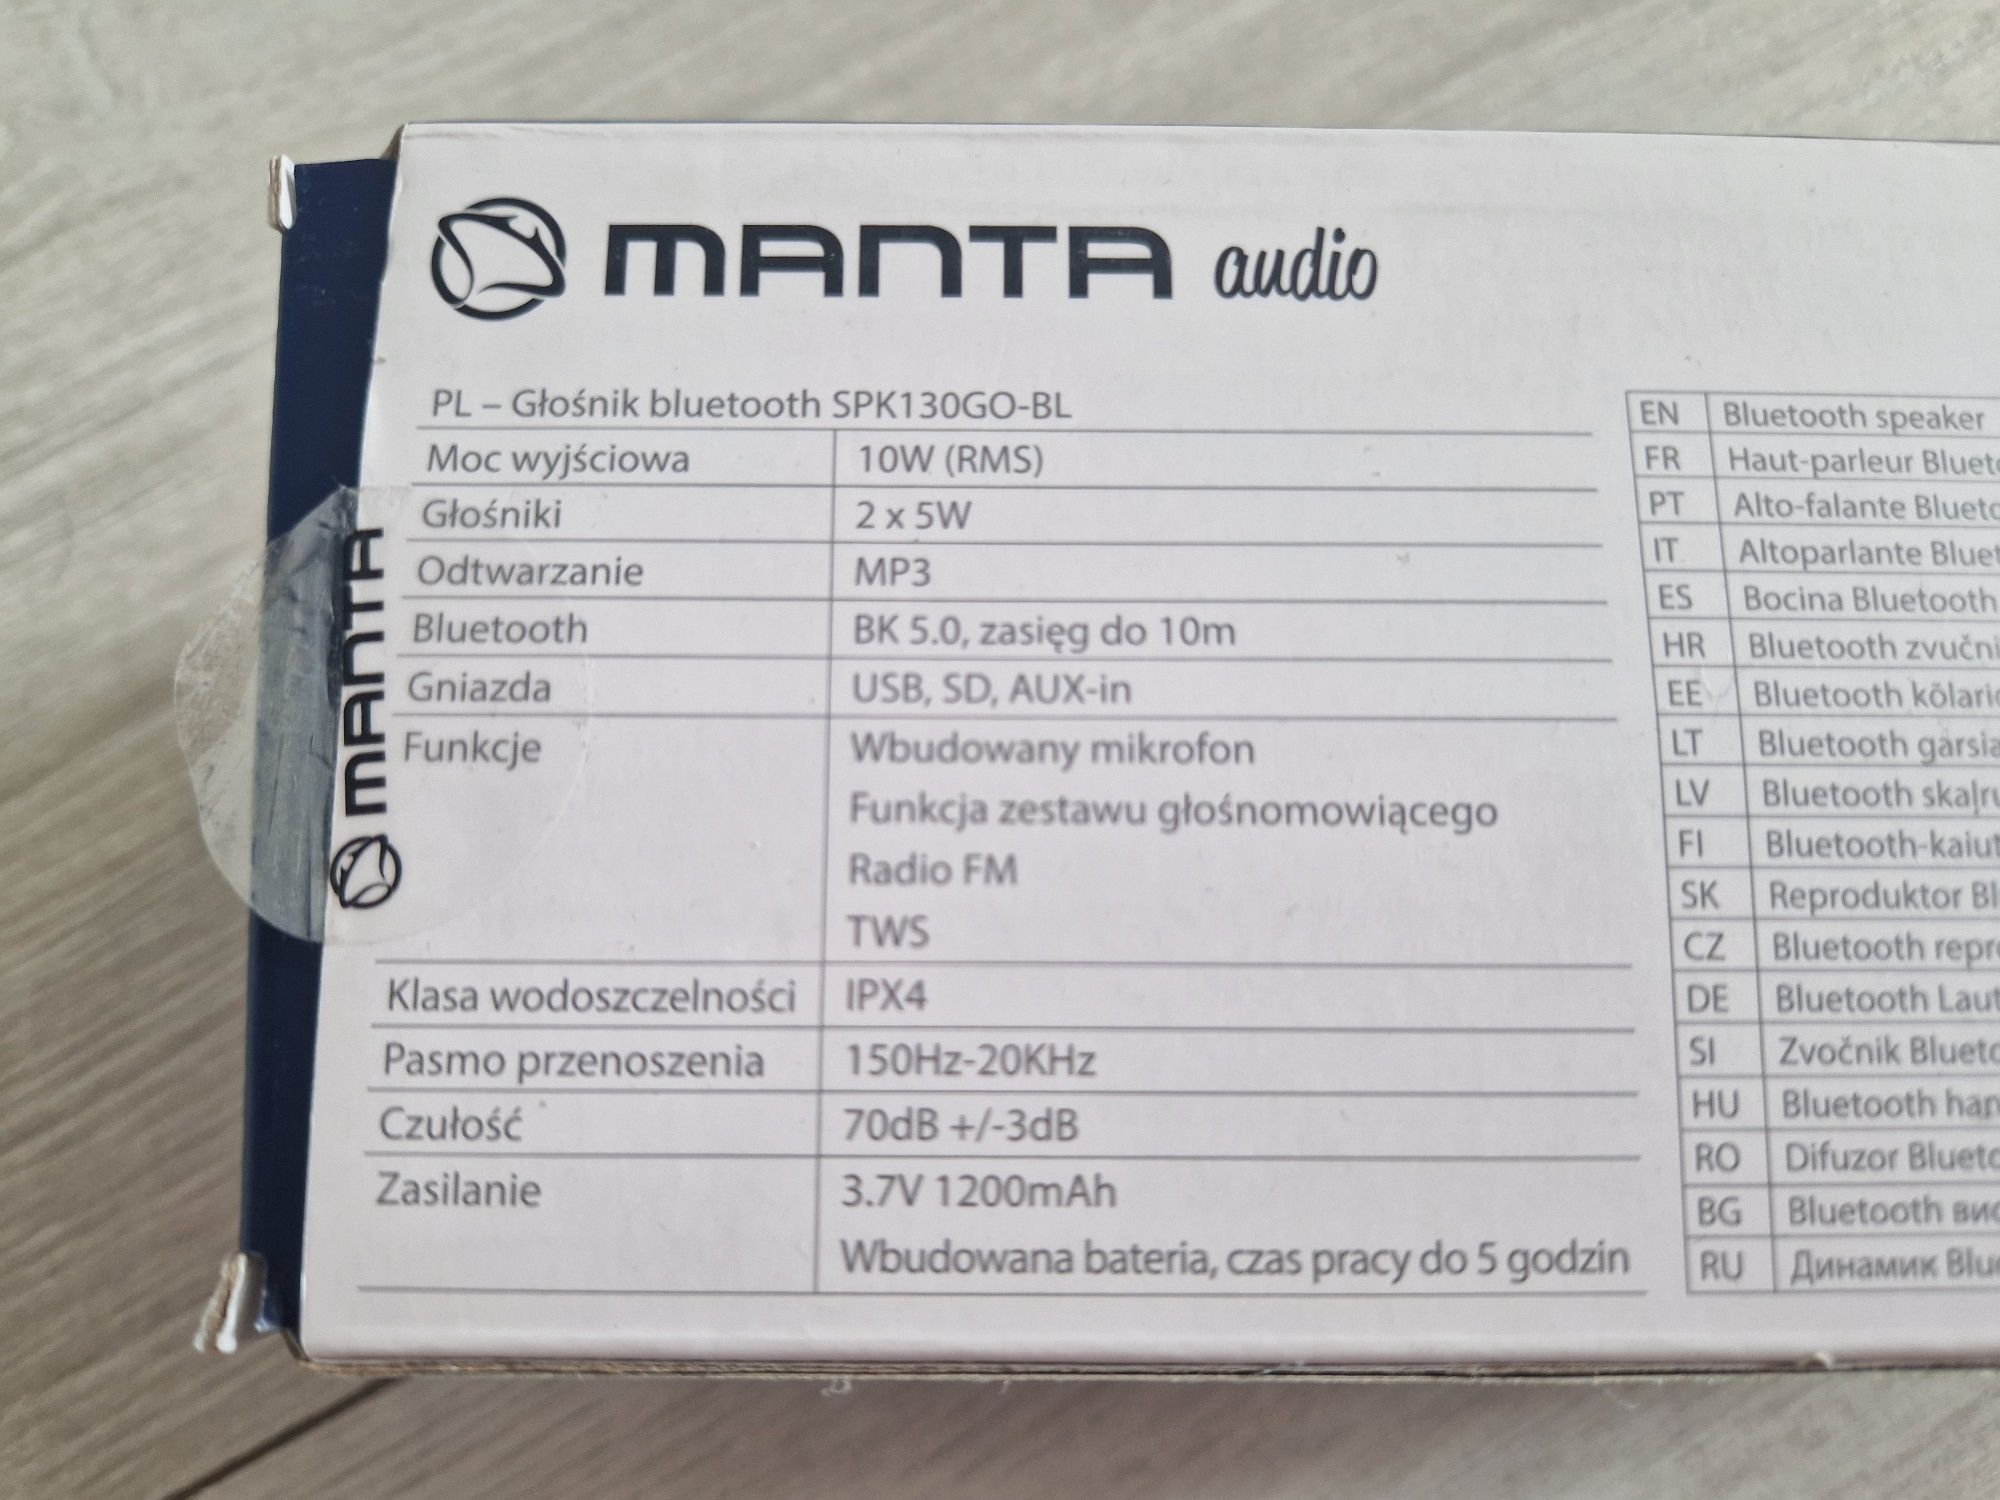 MANTA audio
PL – Głośnik bluetooth SPK130GO-BL
Moc wyjściowa 10W (RMS)
Głośniki 2 x 5W
Odtwarzanie MP3
Bluetooth BK 5.0, zasięg do 10m
Gniazda USB, SD, AUX-in
Funkcje Wbudowany mikrofon
Funkcja zestawu głośnomowiącego
Radio FM
TWS
Klasa wodoszczelności IPX4
Pasmo przenoszenia 150Hz-20KHz
Czułość 70dB +/-3dB
Zasilanie 3.7V 1200mAh
Wbudowana bateria, czas pracy do 5 godzin
EN Bluetooth speaker
FR Haut-parleur
PT Alto-falante
IT Altoparlante
ES Bocina Bluetooth
HR Bluetooth
EE Bluetooth
LT Bluetooth
LV Bluetooth
FI
SK Reproduktor
CZ Bluetooth
DE Bluetooth
SI Zvočnik
HU Bluetooth
RO Difuzor
BG Bluetooth
RU Динамик
MANTA